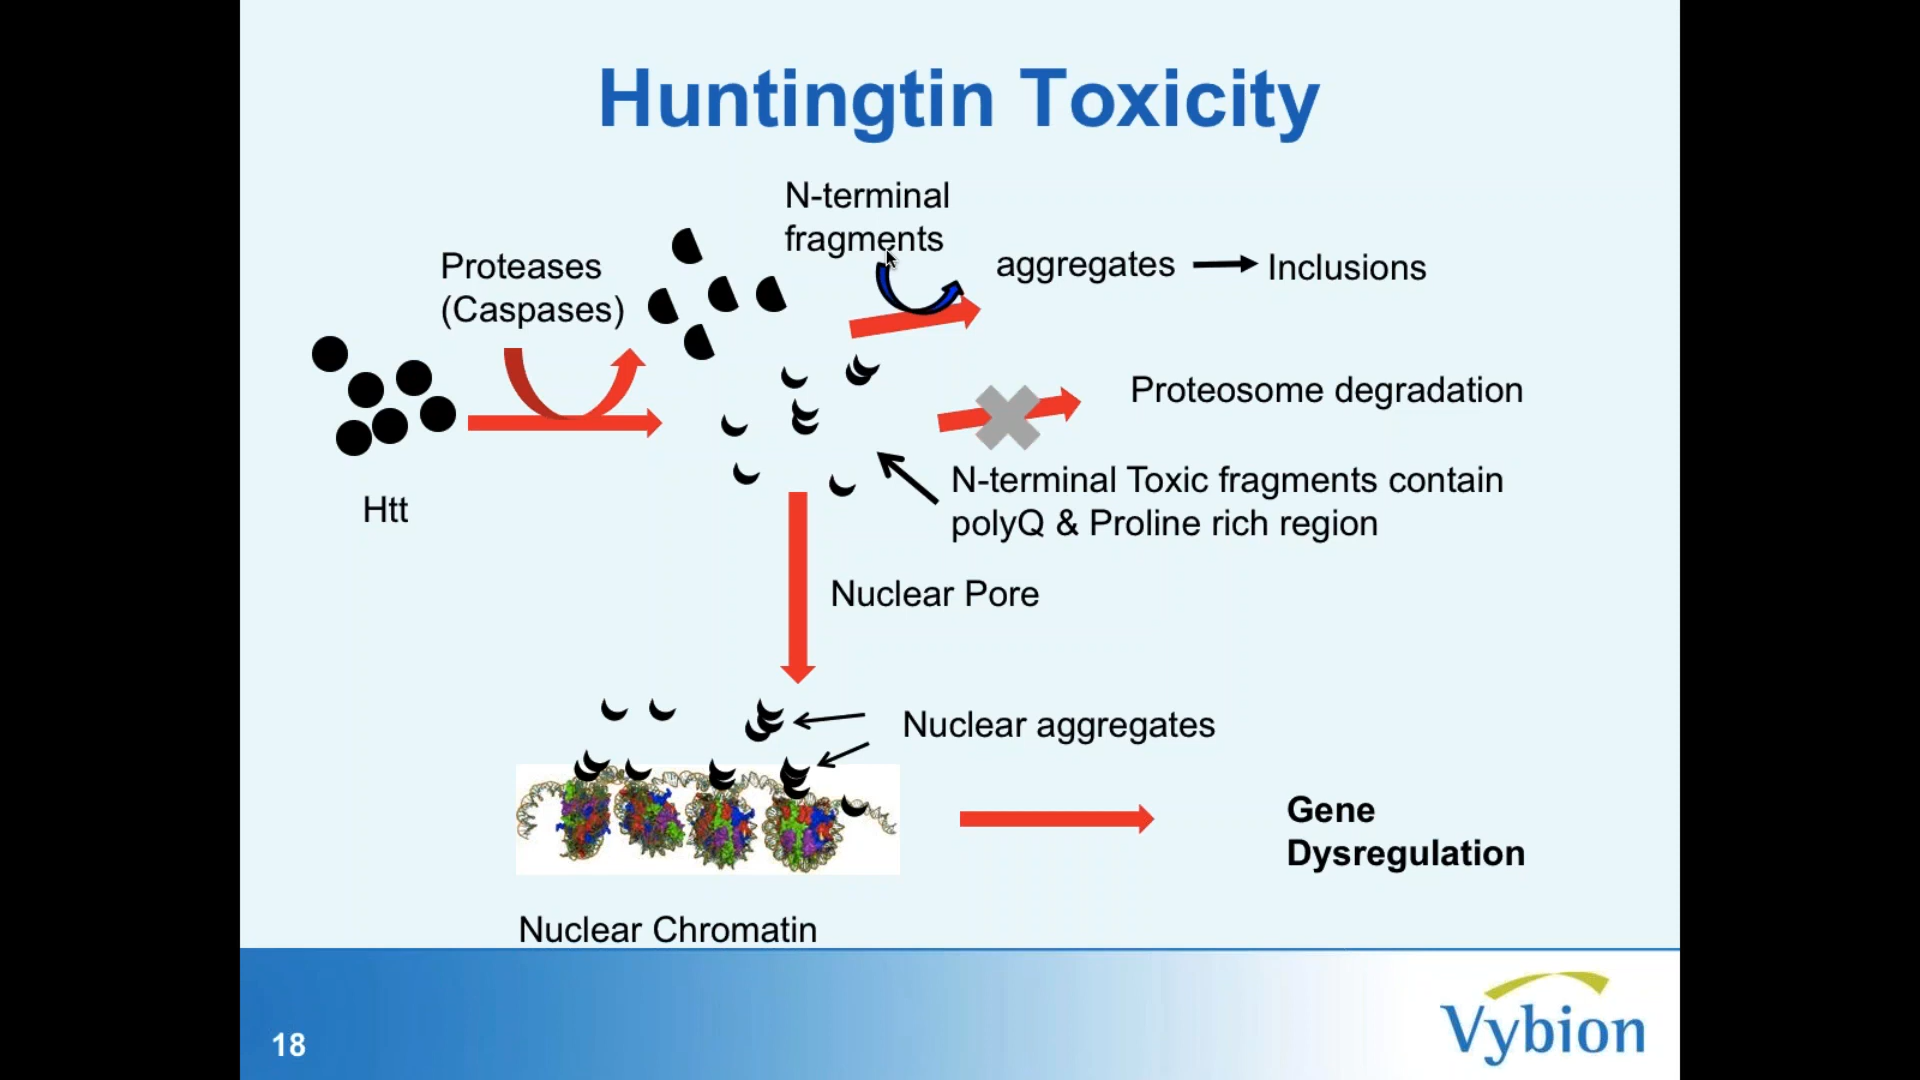 Huntingtin Toxicity
N-terminal
fragments
Proteases
(Caspases)
aggregates
Inclusions
Proteosome degradation
N-terminal Toxic fragments contain
polyQ & Proline rich region
Htt
Nuclear Pore
Nuclear aggregates
Gene
Dysregulation
Nuclear Chromatin
18
Vybion